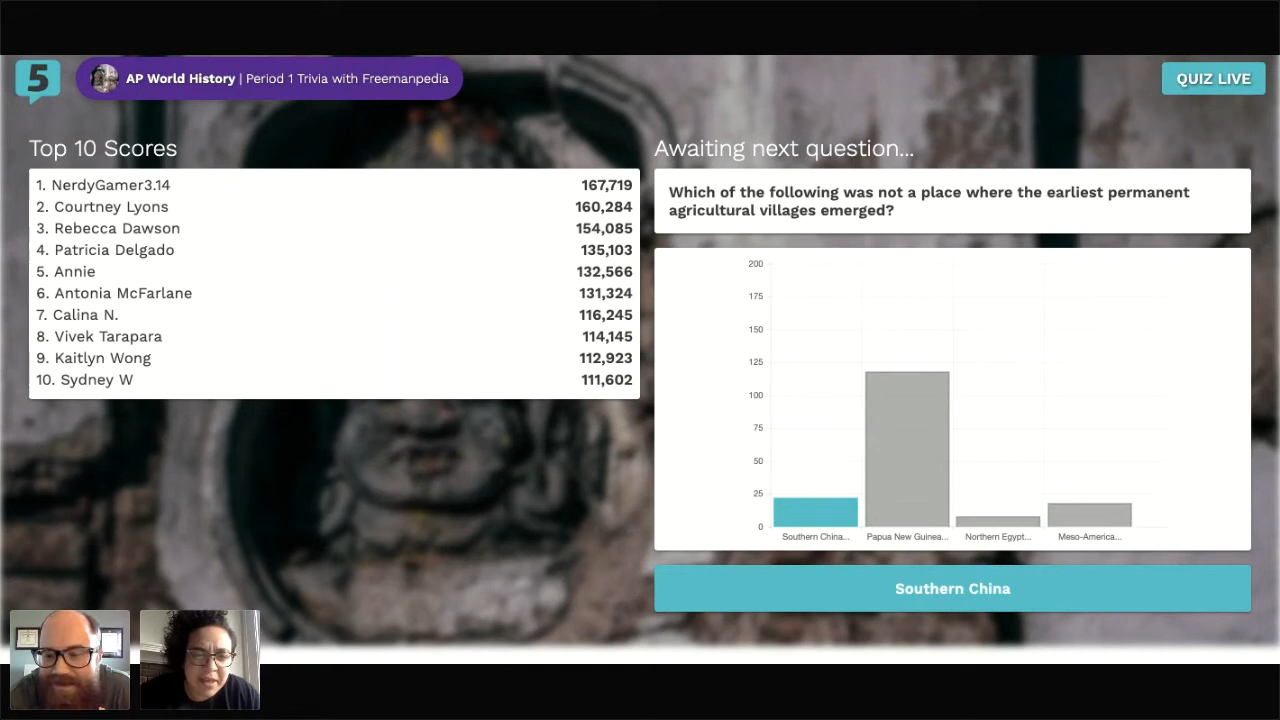 5
AP World History | Period 1 Trivia with Freemanpedia
QUIZ LIVE
Top 10 Scores
1. NerdyGamer3.14 167,719
2. Courtney Lyons 160,284
3. Rebecca Dawson 154,085
4. Patricia Delgado 135,103
5. Annie 132,566
6. Antonia McFarlane 131,324
7. Calina N. 116,245
8. Vivek Tarapara 114,145
9. Kaitlyn Wong 112,923
10. Sydney W 111,602
Awaiting next question...
Which of the following was not a place where the earliest permanent
agricultural villages emerged?
200
175
150
125
100
75
50
25
0
Southern China... Papua New Guinea... Northern Egypt... Meso-America...
Southern China